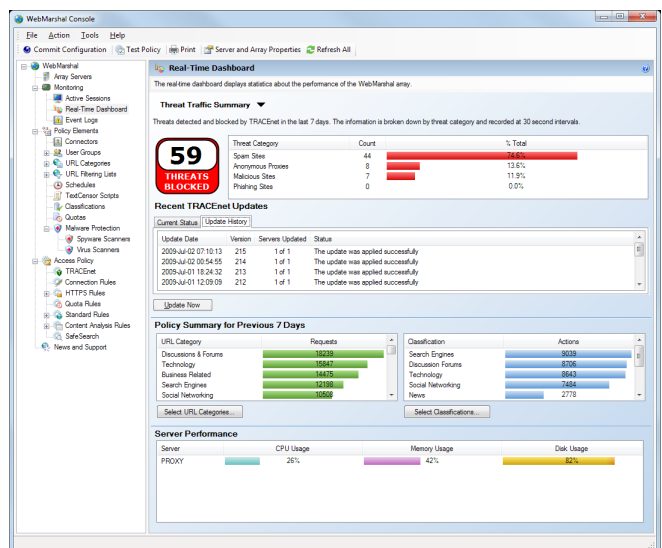 WebMarshal Console
File Action Tools Help
Commit Configuration Test Policy Print Server and Array Properties Refresh All
WebMarshal
Array Servers
Monitoring
Active Sessions
Real-Time Dashboard
Event Logs
Policy Elements
Connectors
User Groups
URL Categories
URL Filtering Lists
Schedules
TextCensor Scripts
Classifications
Quotas
Malware Protection
Spyware Scanners
Virus Scanners
Access Policy
TRACEnet
Connection Rules
HTTPS Rules
Quota Rules
Standard Rules
Content Analysis Rules
SafeSearch
News and Support
Real-Time Dashboard
The real-time dashboard displays statistics about the performance of the WebMarshal array.
Threat Traffic Summary
Threats detected and blocked by TRACEnet in the last 7 days. The information is broken down by threat category and recorded at 30 second intervals.
59
THREATS
BLOCKED
Threat Category Count % Total
Spam Sites 44 74.6%
Anonymous Proxies 8 13.6%
Malicious Sites 7 11.9%
Phishing Sites 0 0.0%
Recent TRACEnet Updates
Current Status Update History
Update Date Version Servers Updated Status
2009-Jul-02 07:10:13 215 1 of 1 The update was applied successfully
2009-Jul-02 00:54:55 214 1 of 1 The update was applied successfully
2009-Jul-01 18:24:32 213 1 of 1 The update was applied successfully
2009-Jul-01 12:09:09 212 1 of 1 The update was applied successfully
Update Now
Policy Summary for Previous 7 Days
URL Category Requests
Discussions & Forums 18239
Technology 15847
Business Related 14475
Search Engines 12198
Social Networking 10508
Select URL Categories...
Classification Actions
Search Engines 9039
Discussion Forums 8706
Technology 8643
Social Networking 7484
News 2778
Select Classifications...
Server Performance
Server CPU Usage Memory Usage Disk Usage
PROXY 26% 42% 82%